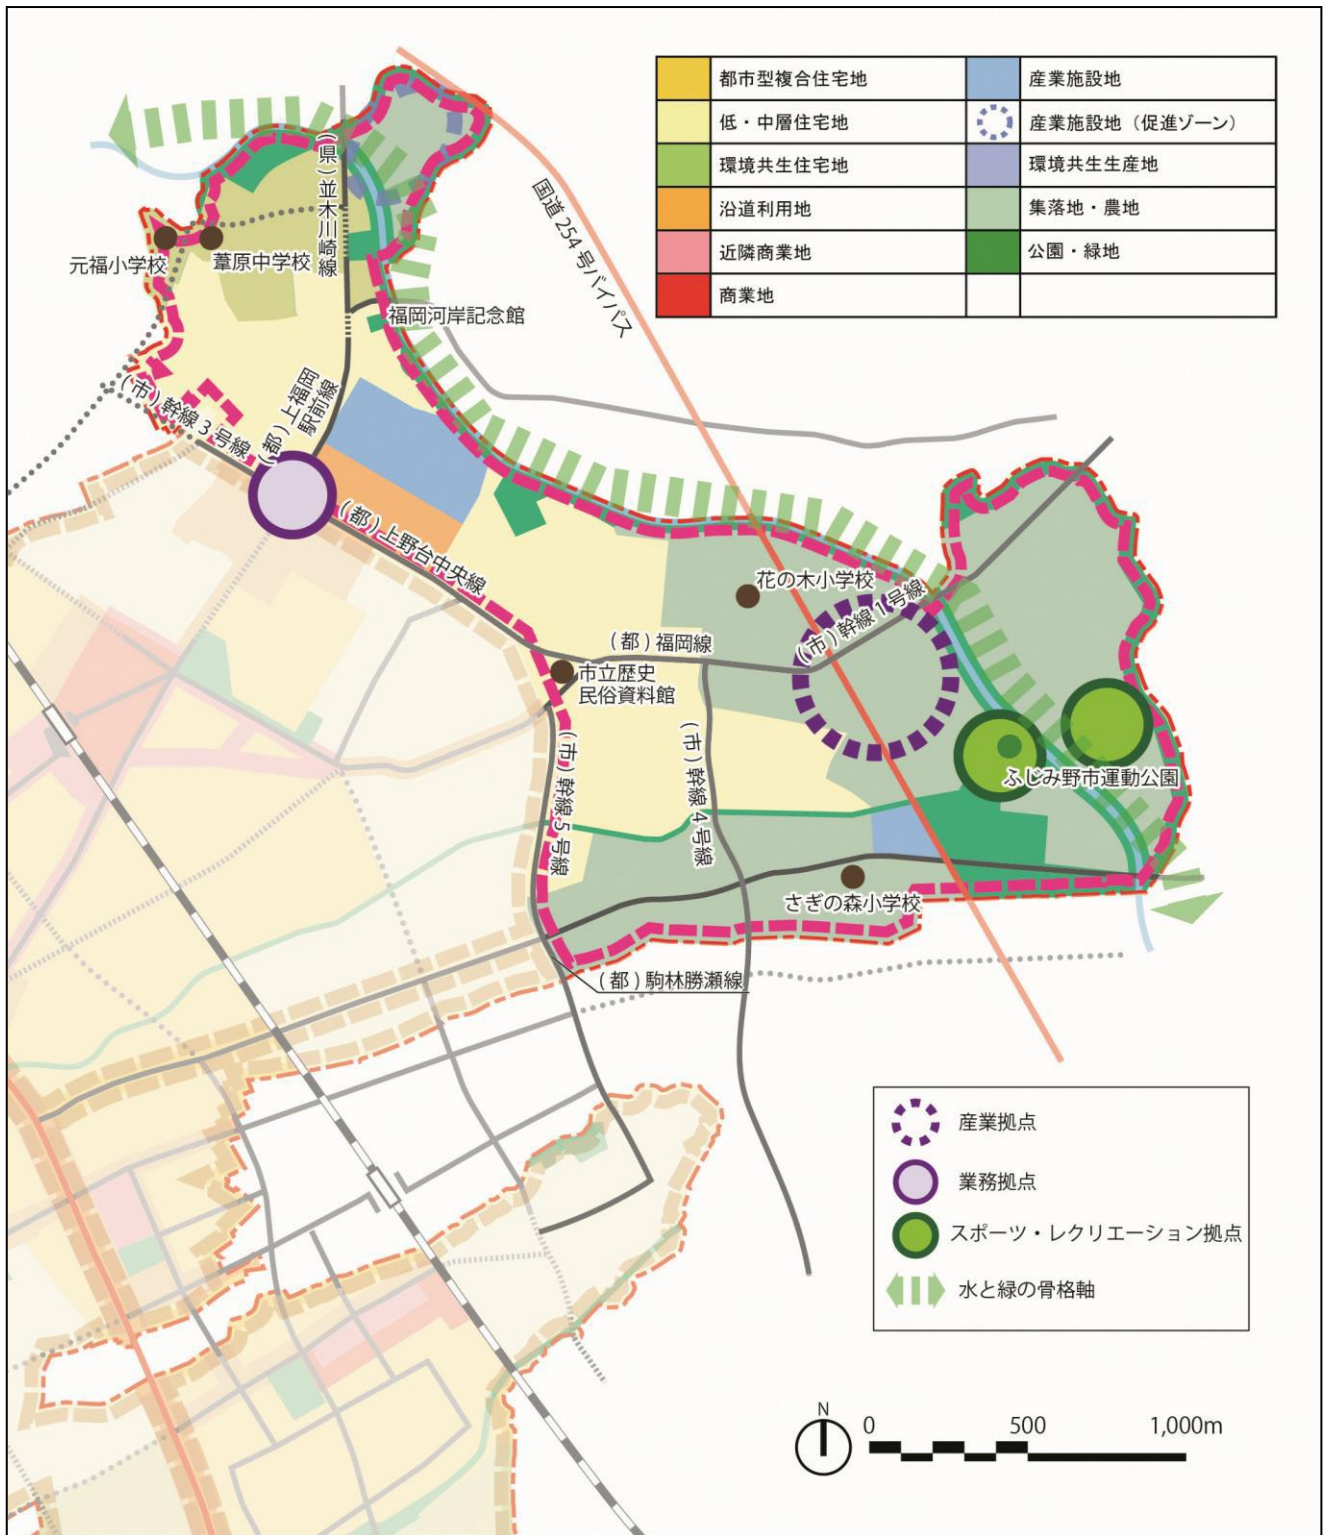 都市型複合住宅地
産業施設地
低・中層住宅地
産業施設地（促進ゾーン）
環境共生住宅地
環境共生生産地
沿道利用地
集落地・農地
近隣商業地
公園・緑地
商業地
(県)並木川崎線
国道254号バイパス
元福小学校
葦原中学校
福岡河岸記念館
(市)幹線3号線
(都)上福岡
駅前線
(都)上野台中央線
花の木小学校
(市)幹線1号線
(都)福岡線
市立歴史
民俗資料館
(市)幹線5号線
(市)幹線4号線
ふじみ野市運動公園
さぎの森小学校
(都)駒林勝瀬線
産業拠点
業務拠点
スポーツ・レクリエーション拠点
水と緑の骨格軸
N
0 500 1,000m